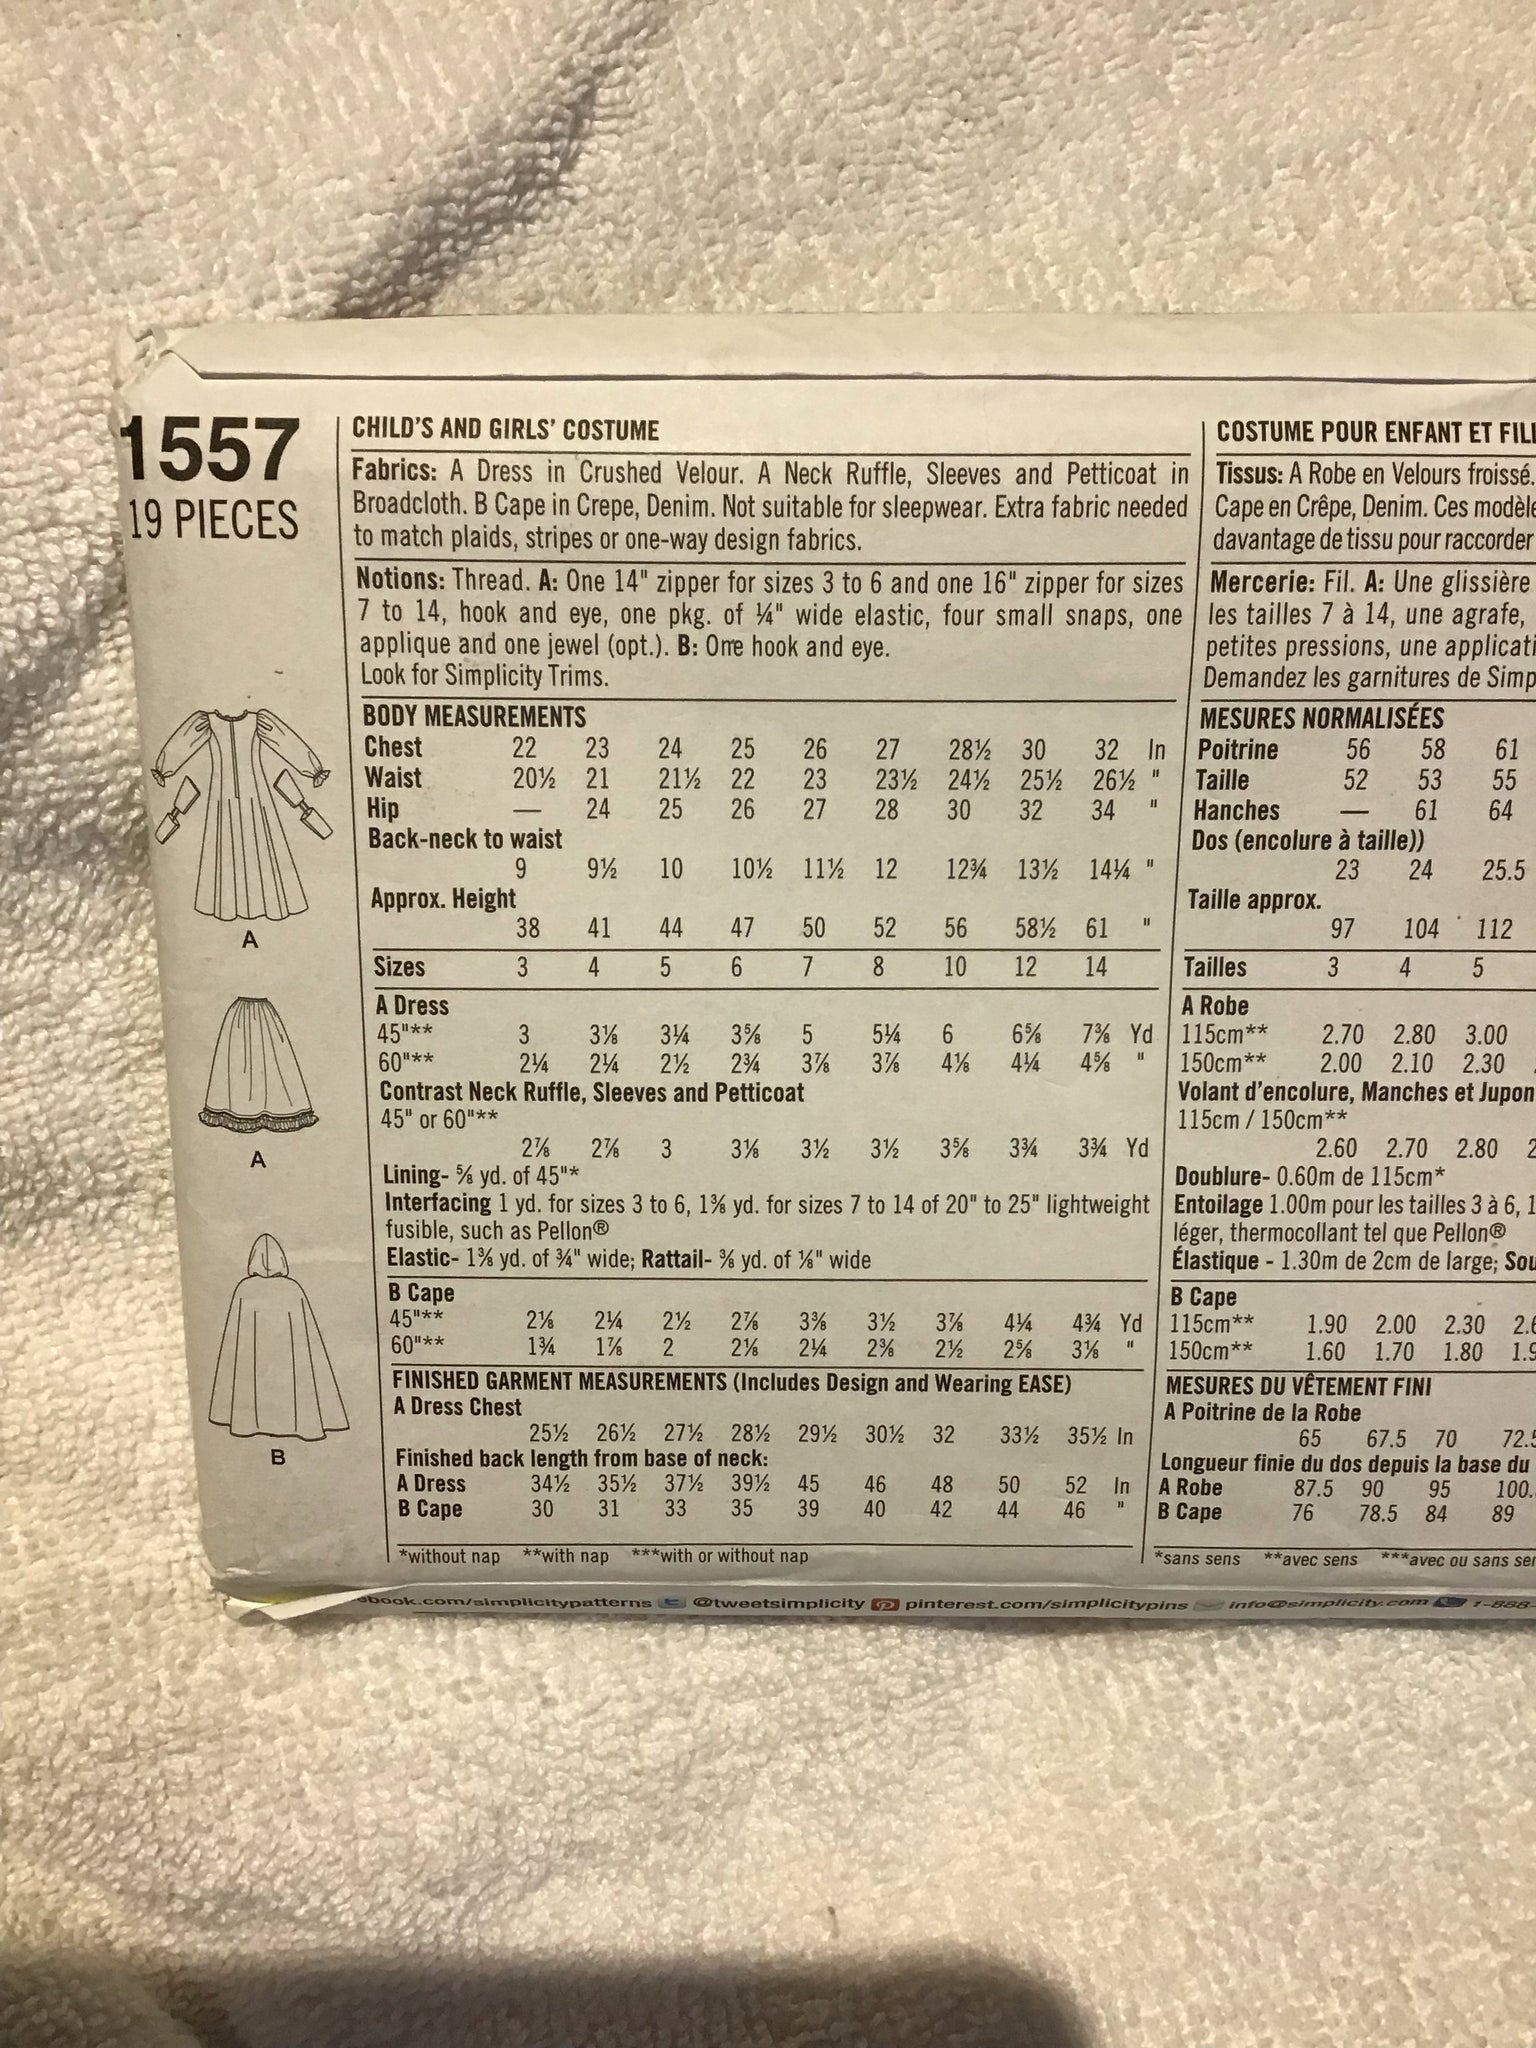 1557
19 PIECES
A
A
B
CHILD'S AND GIRLS' COSTUME
Fabrics: A Dress in Crushed Velour. A Neck Ruffle, Sleeves and Petticoat in
Broadcloth. B Cape in Crepe, Denim. Not suitable for sleepwear. Extra fabric needed
to match plaids, stripes or one-way design fabrics.
Notions: Thread. A: One 14" zipper for sizes 3 to 6 and one 16" zipper for sizes
7 to 14, hook and eye, one pkg. of ¼" wide elastic, four small snaps, one
applique and one jewel (opt.). B: One hook and eye.
Look for Simplicity Trims.
BODY MEASUREMENTS
Chest 22 23 24 25 26 27 28½ 30 32 In
Waist 20½ 21 21½ 22 23 23½ 24½ 25½ 26½ "
Hip — 24 25 26 27 28 30 32 34 "
Back-neck to waist
9 9½ 10 10½ 11½ 12 12¾ 13½ 14¼ "
Approx. Height
38 41 44 47 50 52 56 58½ 61 "
Sizes 3 4 5 6 7 8 10 12 14
A Dress
45"** 3 3⅛ 3¼ 3⅝ 5 5¼ 6 6⅝ 7⅜ Yd
60"** 2¼ 2¼ 2½ 2¾ 3⅞ 3⅞ 4⅛ 4¼ 4⅝ "
Contrast Neck Ruffle, Sleeves and Petticoat
45" or 60"**
2⅞ 2⅞ 3 3⅛ 3½ 3½ 3⅝ 3¾ 3¾ Yd
Lining- ⅝ yd. of 45"*
Interfacing 1 yd. for sizes 3 to 6, 1⅜ yd. for sizes 7 to 14 of 20" to 25" lightweight
fusible, such as Pellon®
Elastic- 1⅜ yd. of ¾" wide; Rattail- ⅜ yd. of ⅛" wide
B Cape
45"** 2⅛ 2¼ 2½ 2⅞ 3⅜ 3½ 3⅞ 4¼ 4¾ Yd
60"** 1¾ 1⅞ 2 2⅛ 2¼ 2⅜ 2½ 2⅝ 3⅛ "
FINISHED GARMENT MEASUREMENTS (Includes Design and Wearing EASE)
A Dress Chest
25½ 26½ 27½ 28½ 29½ 30½ 32 33½ 35½ In
Finished back length from base of neck:
A Dress 34½ 35½ 37½ 39½ 45 46 48 50 52 In
B Cape 30 31 33 35 39 40 42 44 46 "
*without nap **with nap ***with or without nap
COSTUME POUR ENFANT ET FILL
Tissus: A Robe en Velours froissé.
Cape en Crêpe, Denim. Ces modèle
davantage de tissu pour raccorder
Mercerie: Fil. A: Une glissière
les tailles 7 à 14, une agrafe,
petites pressions, une applicati
Demandez les garnitures de Simp
MESURES NORMALISÉES
Poitrine 56 58 61
Taille 52 53 55
Hanches — 61 64
Dos (encolure à taille))
23 24 25.5
Taille approx.
97 104 112
Tailles 3 4 5
A Robe
115cm** 2.70 2.80 3.00
150cm** 2.00 2.10 2.30
Volant d'encolure, Manches et Jupon
115cm / 150cm**
2.60 2.70 2.80 2
Doublure- 0.60m de 115cm*
Entoilage 1.00m pour les tailles 3 à 6, 1
léger, thermocollant tel que Pellon®
Élastique - 1.30m de 2cm de large; Sou
B Cape
115cm** 1.90 2.00 2.30 2.6
150cm** 1.60 1.70 1.80 1.9
MESURES DU VÊTEMENT FINI
A Poitrine de la Robe
65 67.5 70 72.5
Longueur finie du dos depuis la base du
A Robe 87.5 90 95 100.
B Cape 76 78.5 84 89
*sans sens **avec sens ***avec ou sans sen
ebook.com/simplicitypatterns @tweetsimplicity pinterest.com/simplicitypins info@simplicity.com 1-888-